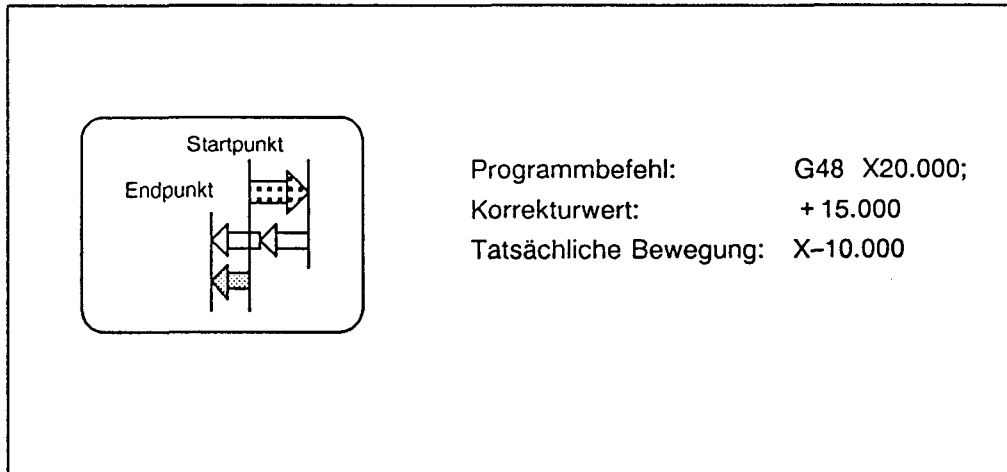 Startpunkt
Endpunkt
Programmbefehl: G48 X20.000;
Korrekturwert: + 15.000
Tatsächliche Bewegung: X–10.000